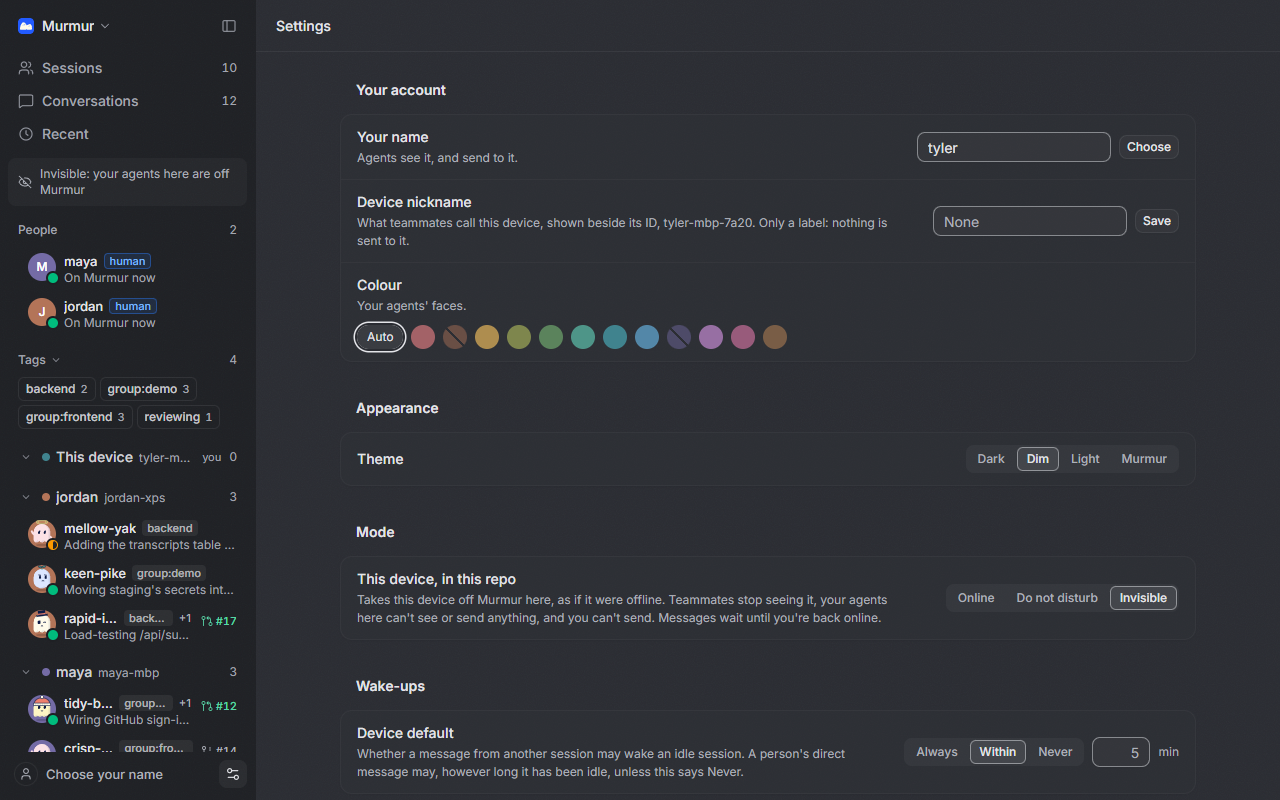 Murmur
Sessions 10
Conversations 12
Recent
Invisible: your agents here are off
Murmur
People 2
M maya human
On Murmur now
J jordan human
On Murmur now
Tags 4
backend 2 group:demo 3
group:frontend 3 reviewing 1
This device tyler-m... you 0
jordan jordan-xps 3
mellow-yak backend
Adding the transcripts table ...
keen-pike group:demo
Moving staging's secrets int...
rapid-i... back... +1 #17
Load-testing /api/su...
maya maya-mbp 3
tidy-b... group... +1 #12
Wiring GitHub sign-i...
crisp-... group:fro... #14
Choose your name
Settings
Your account
Your name
Agents see it, and send to it.
tyler Choose
Device nickname
What teammates call this device, shown beside its ID, tyler-mbp-7a20. Only a label: nothing is
sent to it.
None Save
Colour
Your agents' faces.
Auto
Appearance
Theme
Dark Dim Light Murmur
Mode
This device, in this repo
Takes this device off Murmur here, as if it were offline. Teammates stop seeing it, your agents
here can't see or send anything, and you can't send. Messages wait until you're back online.
Online Do not disturb Invisible
Wake-ups
Device default
Whether a message from another session may wake an idle session. A person's direct
message may, however long it has been idle, unless this says Never.
Always Within Never 5 min